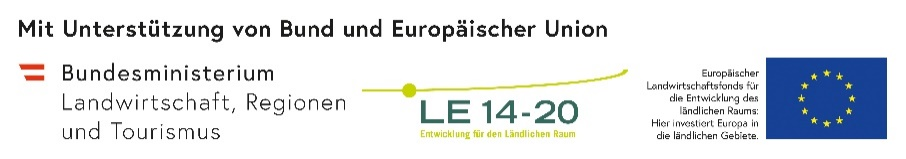 Mit Unterstützung von Bund und Europäischer Union
Bundesministerium
Landwirtschaft, Regionen
und Tourismus
LE 14-20
Entwicklung für den Ländlichen Raum
Europäischer
Landwirtschaftsfonds für
die Entwicklung des
ländlichen Raums:
Hier investiert Europa in
die ländlichen Gebiete.